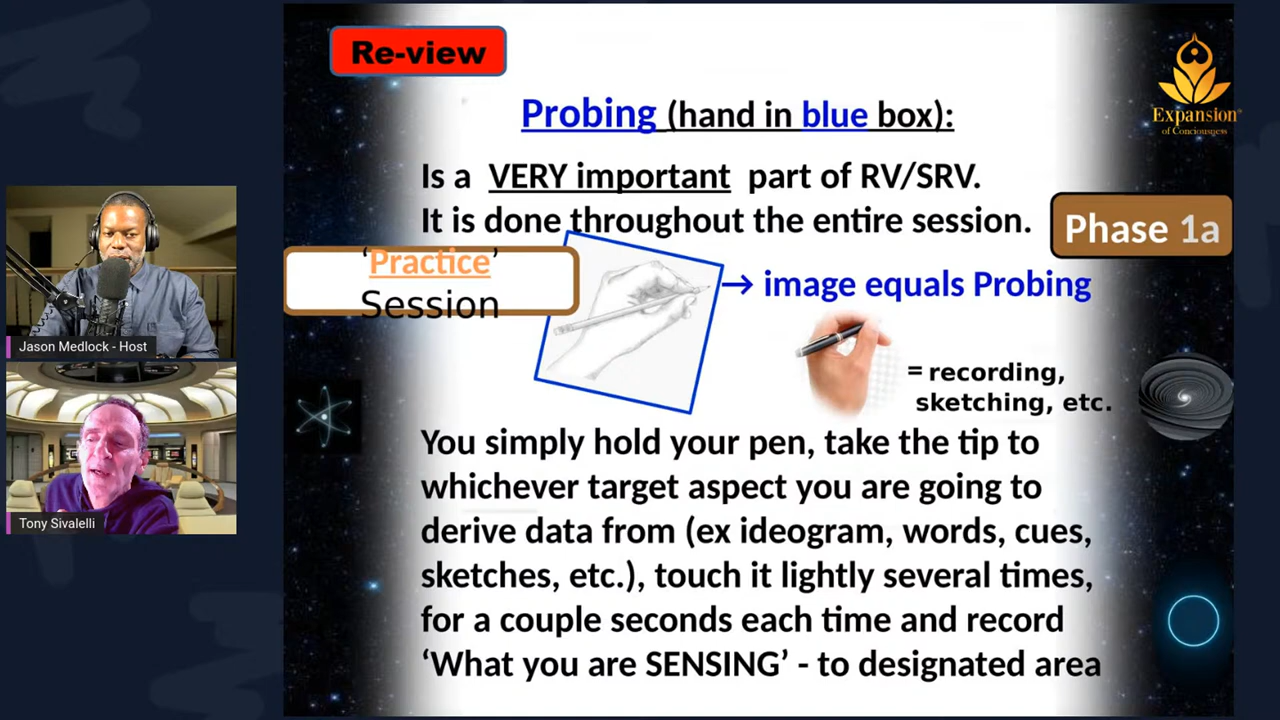 Re-view
Expansion
of Conciousness
Probing (hand in blue box):
Is a VERY important part of RV/SRV.
It is done throughout the entire session.
Phase 1a
‘Practice’
Session
→ image equals Probing
= recording,
sketching, etc.
Jason Medlock - Host
Tony Sivalelli
You simply hold your pen, take the tip to
whichever target aspect you are going to
derive data from (ex ideogram, words, cues,
sketches, etc.), touch it lightly several times,
for a couple seconds each time and record
‘What you are SENSING’ - to designated area